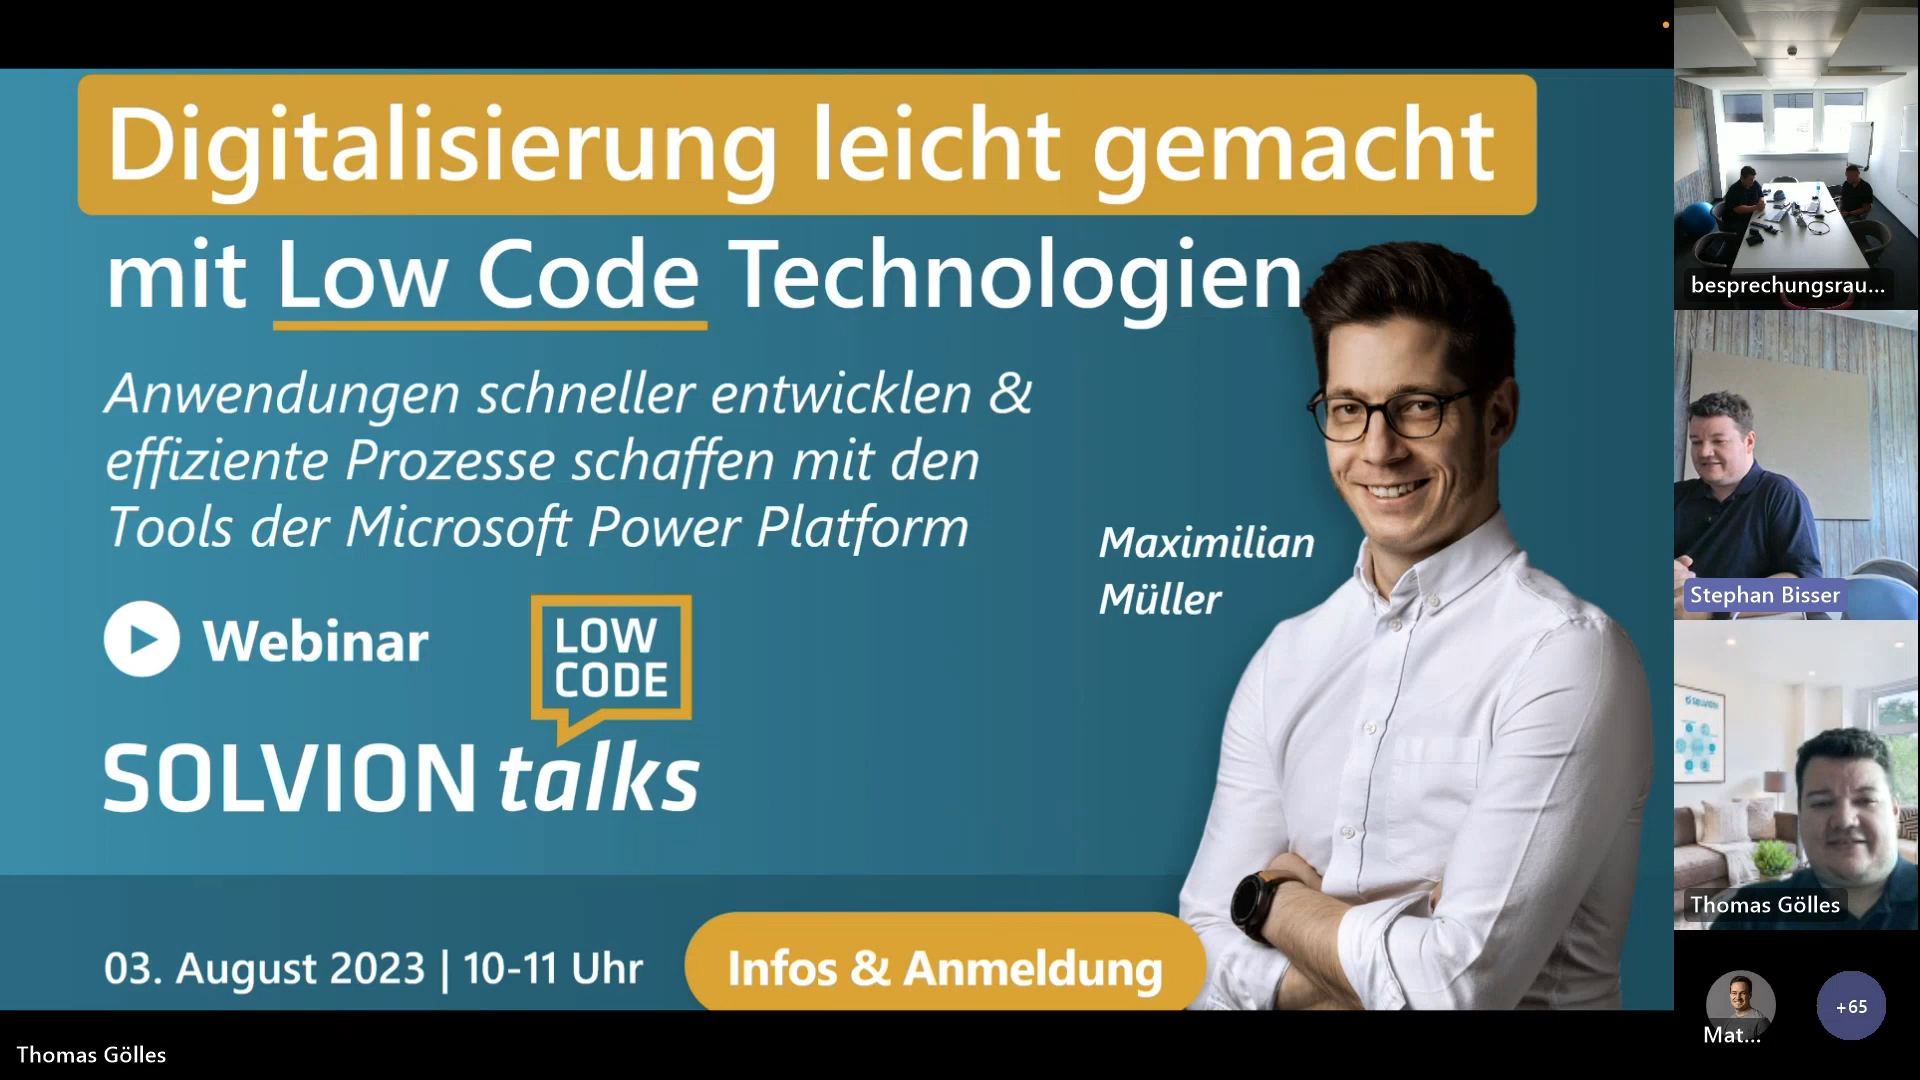 Digitalisierung leicht gemacht
mit Low Code Technologien
Anwendungen schneller entwicklen &
effiziente Prozesse schaffen mit den
Tools der Microsoft Power Platform
Maximilian
Müller
Webinar
LOW
CODE
SOLVION talks
03. August 2023 | 10-11 Uhr
Infos & Anmeldung
Thomas Gölles
besprechungsrau...
Stephan Bisser
SOLVION
Thomas Gölles
Mat...
+65